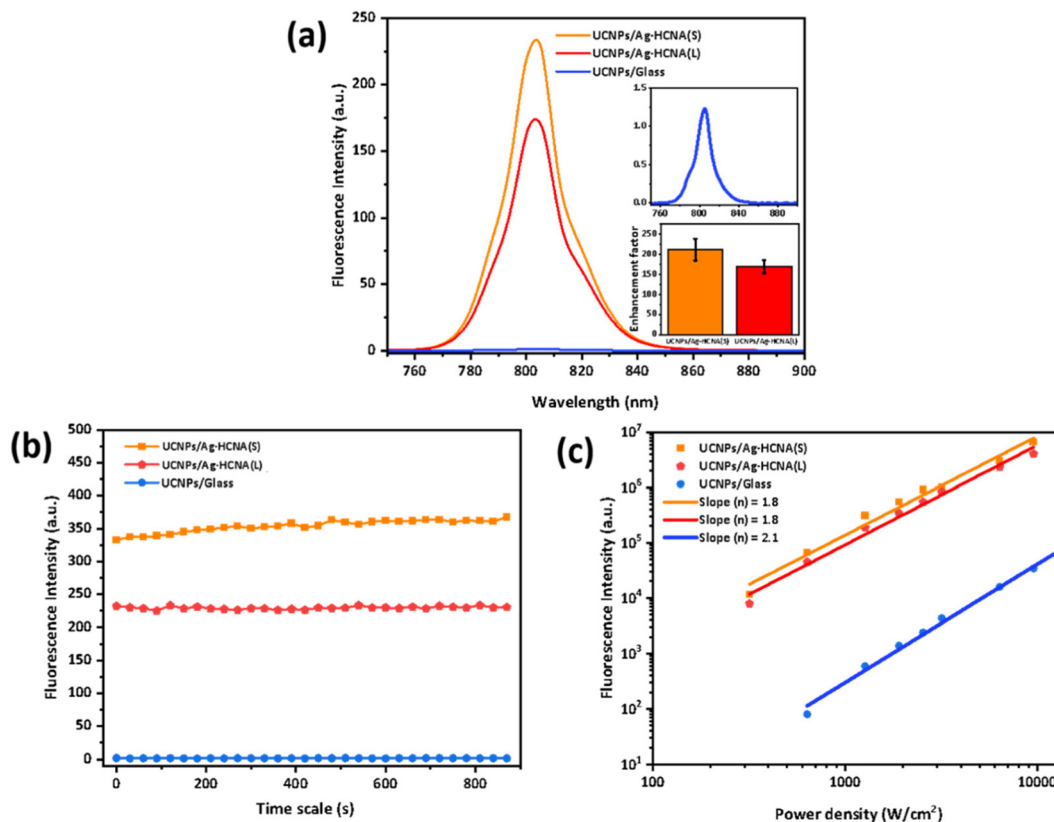 (a)
250
200
150
100
50
0
Fluorescence Intensity (a.u.)
UCNPs/Ag-HCNA(S)
UCNPs/Ag-HCNA(L)
UCNPs/Glass
1.5
1.0
0.5
0.0
760 800 840 880
Enhancement factor
250
200
150
100
50
0
UCNPs/Ag-HCNA(S) UCNPs/Ag-HCNA(L)
760 780 800 820 840 860 880 900
Wavelength (nm)
(b)
500
450
400
350
300
250
200
150
100
50
0
Fluorescence Intensity (a.u.)
UCNPs/Ag-HCNA(S)
UCNPs/Ag-HCNA(L)
UCNPs/Glass
0 200 400 600 800
Time scale (s)
(c)
10⁷
10⁶
10⁵
10⁴
10³
10²
10¹
Fluorescence Intensity (a.u.)
UCNPs/Ag-HCNA(S)
UCNPs/Ag-HCNA(L)
UCNPs/Glass
Slope (n) = 1.8
Slope (n) = 1.8
Slope (n) = 2.1
100 1000 10000
Power density (W/cm²)